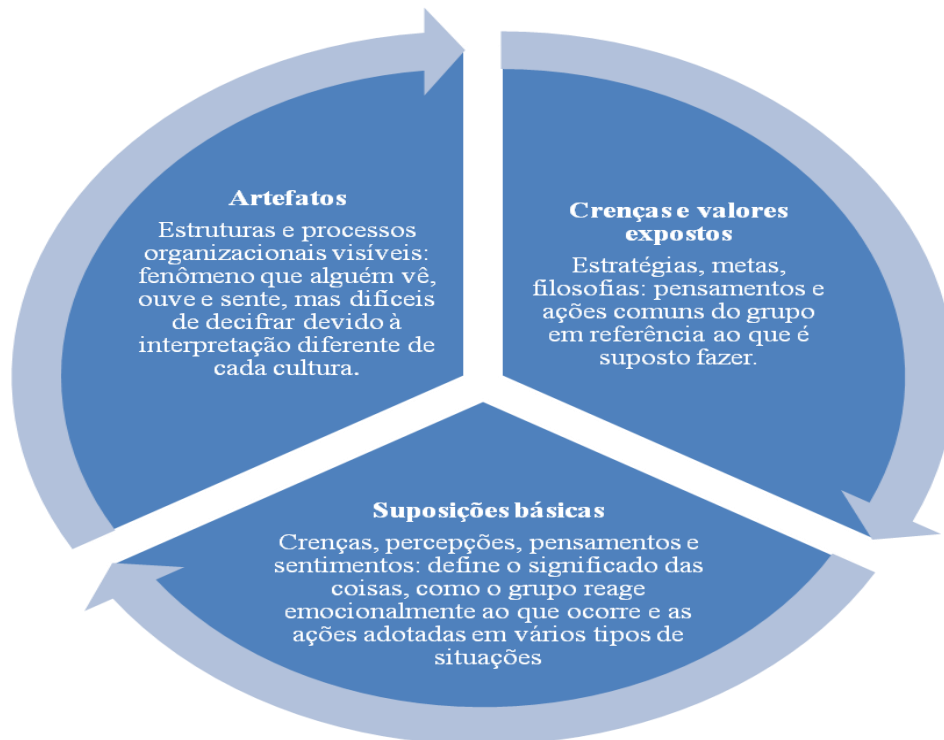 Artefatos
Estruturas e processos
organizacionais visíveis:
fenômeno que alguém vê,
ouve e sente, mas difíceis
de decifrar devido à
interpretação diferente de
cada cultura.
Crenças e valores
expostos
Estratégias, metas,
filosofias: pensamentos e
ações comuns do grupo
em referência ao que é
suposto fazer.
Suposições básicas
Crenças, percepções, pensamentos e
sentimentos: define o significado das
coisas, como o grupo reage
emocionalmente ao que ocorre e as
ações adotadas em vários tipos de
situações